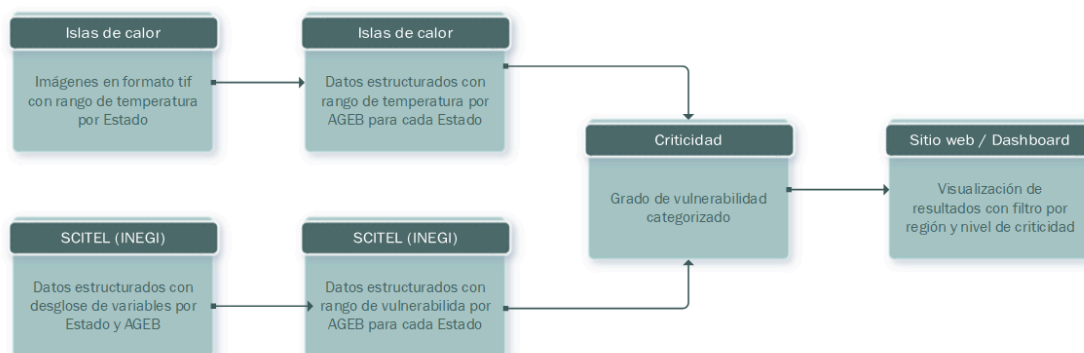 Islas de calor
Imágenes en formato tif
con rango de temperatura
por Estado
Islas de calor
Datos estructurados con
rango de temperatura por
AGEB para cada Estado
Criticidad
Grado de vulnerabilidad
categorizado
Sitio web / Dashboard
Visualización de
resultados con filtro por
región y nivel de criticidad
SCITEL (INEGI)
Datos estructurados con
desglose de variables por
Estado y AGEB
SCITEL (INEGI)
Datos estructurados con
rango de vulnerabilida por
AGEB para cada Estado